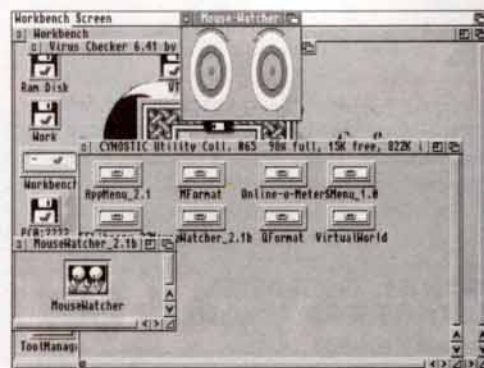 Workbench Screen
Mouse-Watcher
Workbench
Virus Checker 6.41 by
Ram Disk
Work
CYNOSTIC Utility Coll. #65 98% full, 15K free, 822K i
Workbench
AppMenu_2.1 MFormat Online-o-Meter SMenu_1.0
MouseWatcher_2.1b Watcher_2.1b QFormat VirtualWorld
MouseWatcher
ToolManag